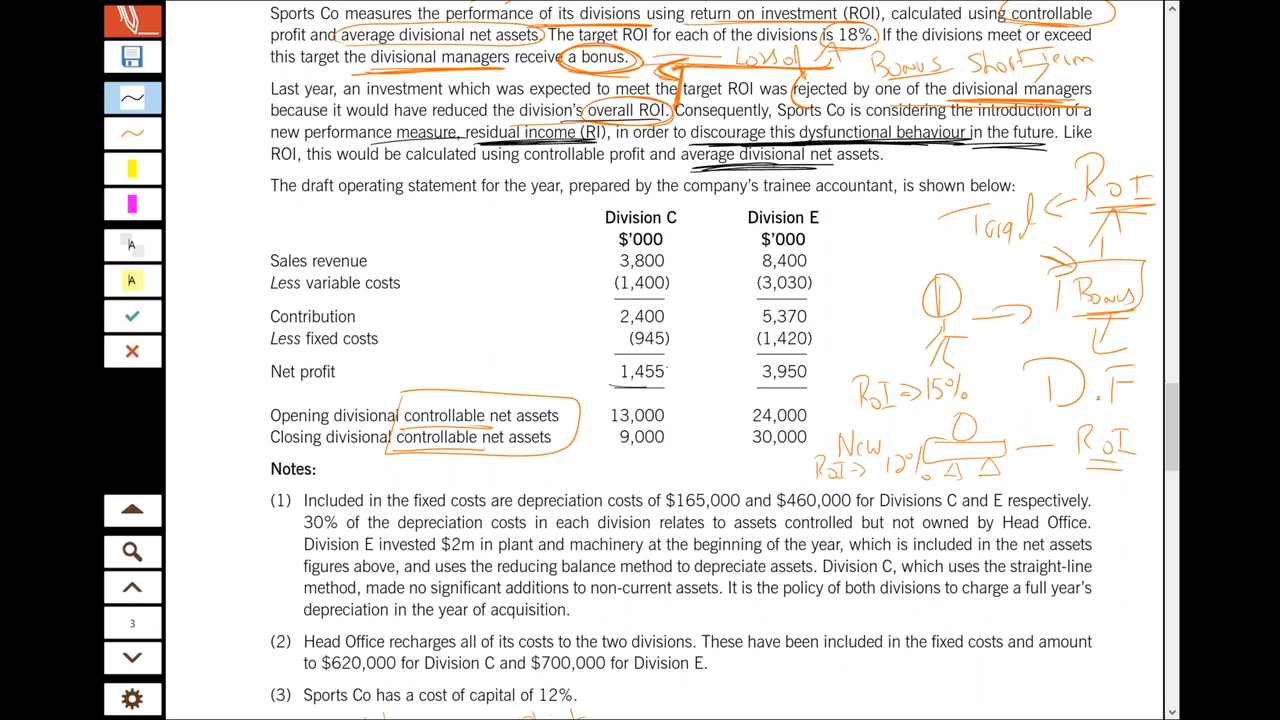 Sports Co measures the performance of its divisions using return on investment (ROI), calculated using controllable
profit and average divisional net assets. The target ROI for each of the divisions is 18%. If the divisions meet or exceed
this target the divisional managers receive a bonus.
Loss of
Bonus Short Term
Last year, an investment which was expected to meet the target ROI was rejected by one of the divisional managers
because it would have reduced the division's overall ROI. Consequently, Sports Co is considering the introduction of a
new performance measure, residual income (RI), in order to discourage this dysfunctional behaviour in the future. Like
ROI, this would be calculated using controllable profit and average divisional net assets.
The draft operating statement for the year, prepared by the company's trainee accountant, is shown below:
Target ROI
Division C Division E
$'000 $'000
Sales revenue 3,800 8,400
Less variable costs (1,400) (3,030)
Bonus
Contribution 2,400 5,370
Less fixed costs (945) (1,420)
Net profit 1,455 3,950
ROI => 15% D.F
Opening divisional controllable net assets 13,000 24,000
Closing divisional controllable net assets 9,000 30,000
New ROI
ROI => 12%
Notes:
(1) Included in the fixed costs are depreciation costs of $165,000 and $460,000 for Divisions C and E respectively.
30% of the depreciation costs in each division relates to assets controlled but not owned by Head Office.
Division E invested $2m in plant and machinery at the beginning of the year, which is included in the net assets
figures above, and uses the reducing balance method to depreciate assets. Division C, which uses the straight-line
method, made no significant additions to non-current assets. It is the policy of both divisions to charge a full year's
depreciation in the year of acquisition.
3
(2) Head Office recharges all of its costs to the two divisions. These have been included in the fixed costs and amount
to $620,000 for Division C and $700,000 for Division E.
(3) Sports Co has a cost of capital of 12%.